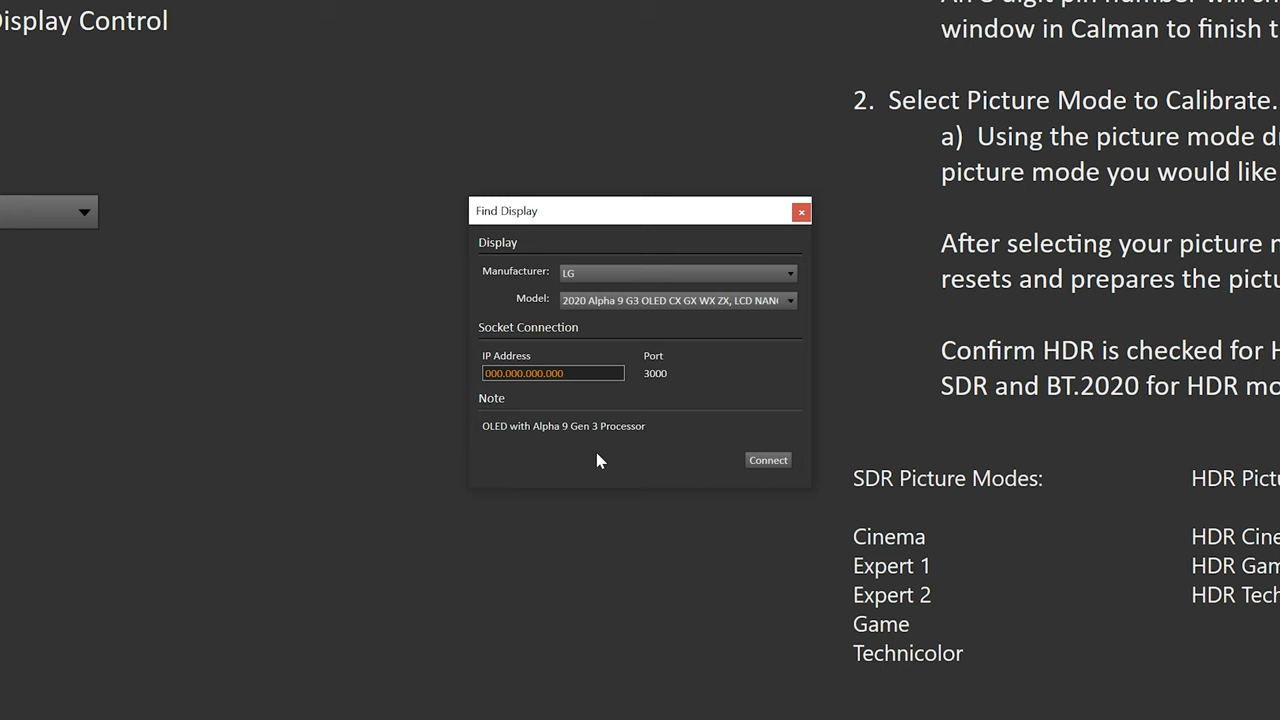 Display Control
window in Calman to finish t
2. Select Picture Mode to Calibrate.
a) Using the picture mode d
picture mode you would like
After selecting your picture
resets and prepares the pictu
Confirm HDR is checked for H
SDR and BT.2020 for HDR mo
SDR Picture Modes:
HDR Pictu
Cinema
HDR Cine
Expert 1
HDR Gam
Expert 2
HDR Tech
Game
Technicolor
Find Display
x
Display
Manufacturer:
LG
Model:
2020 Alpha 9 G3 OLED CX GX WX ZX, LCD NAN
Socket Connection
IP Address
Port
000.000.000.000
3000
Note
OLED with Alpha 9 Gen 3 Processor
Connect